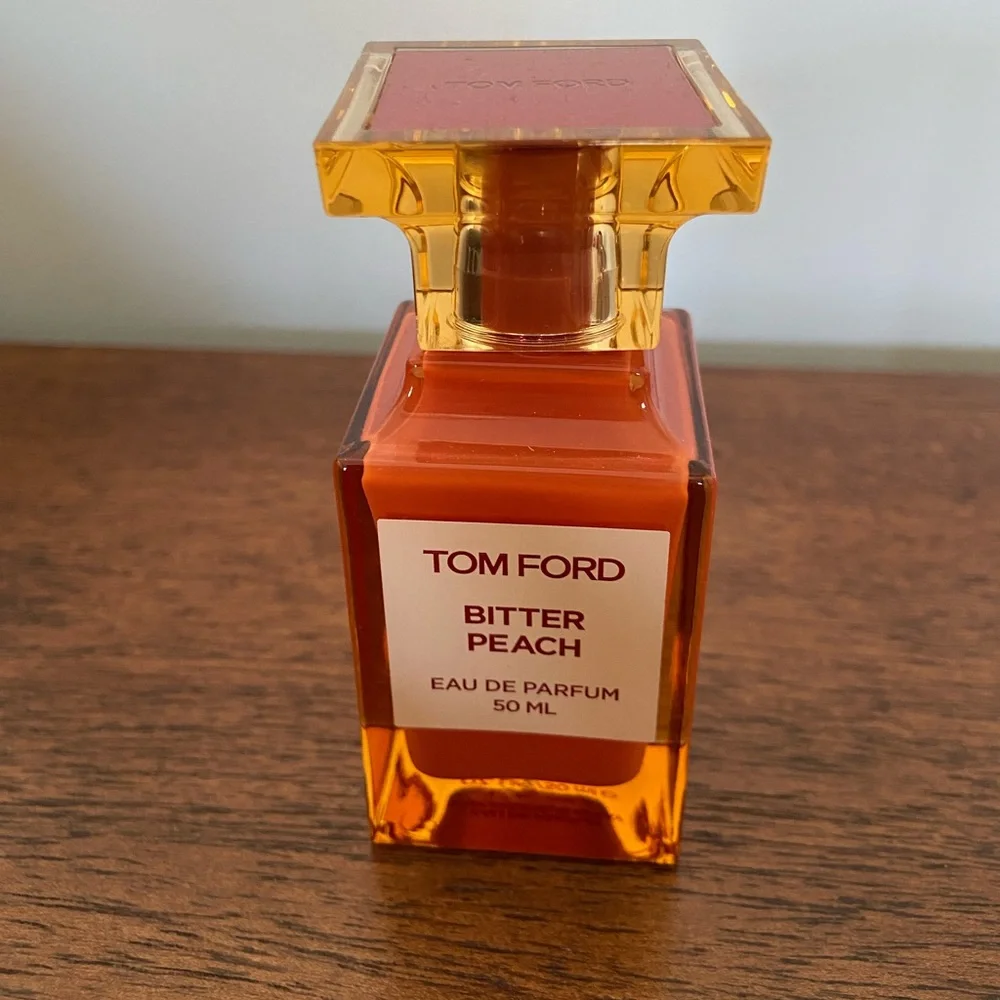 TOM FORD
TOM FORD
BITTER
PEACH
EAU DE PARFUM
50 ML